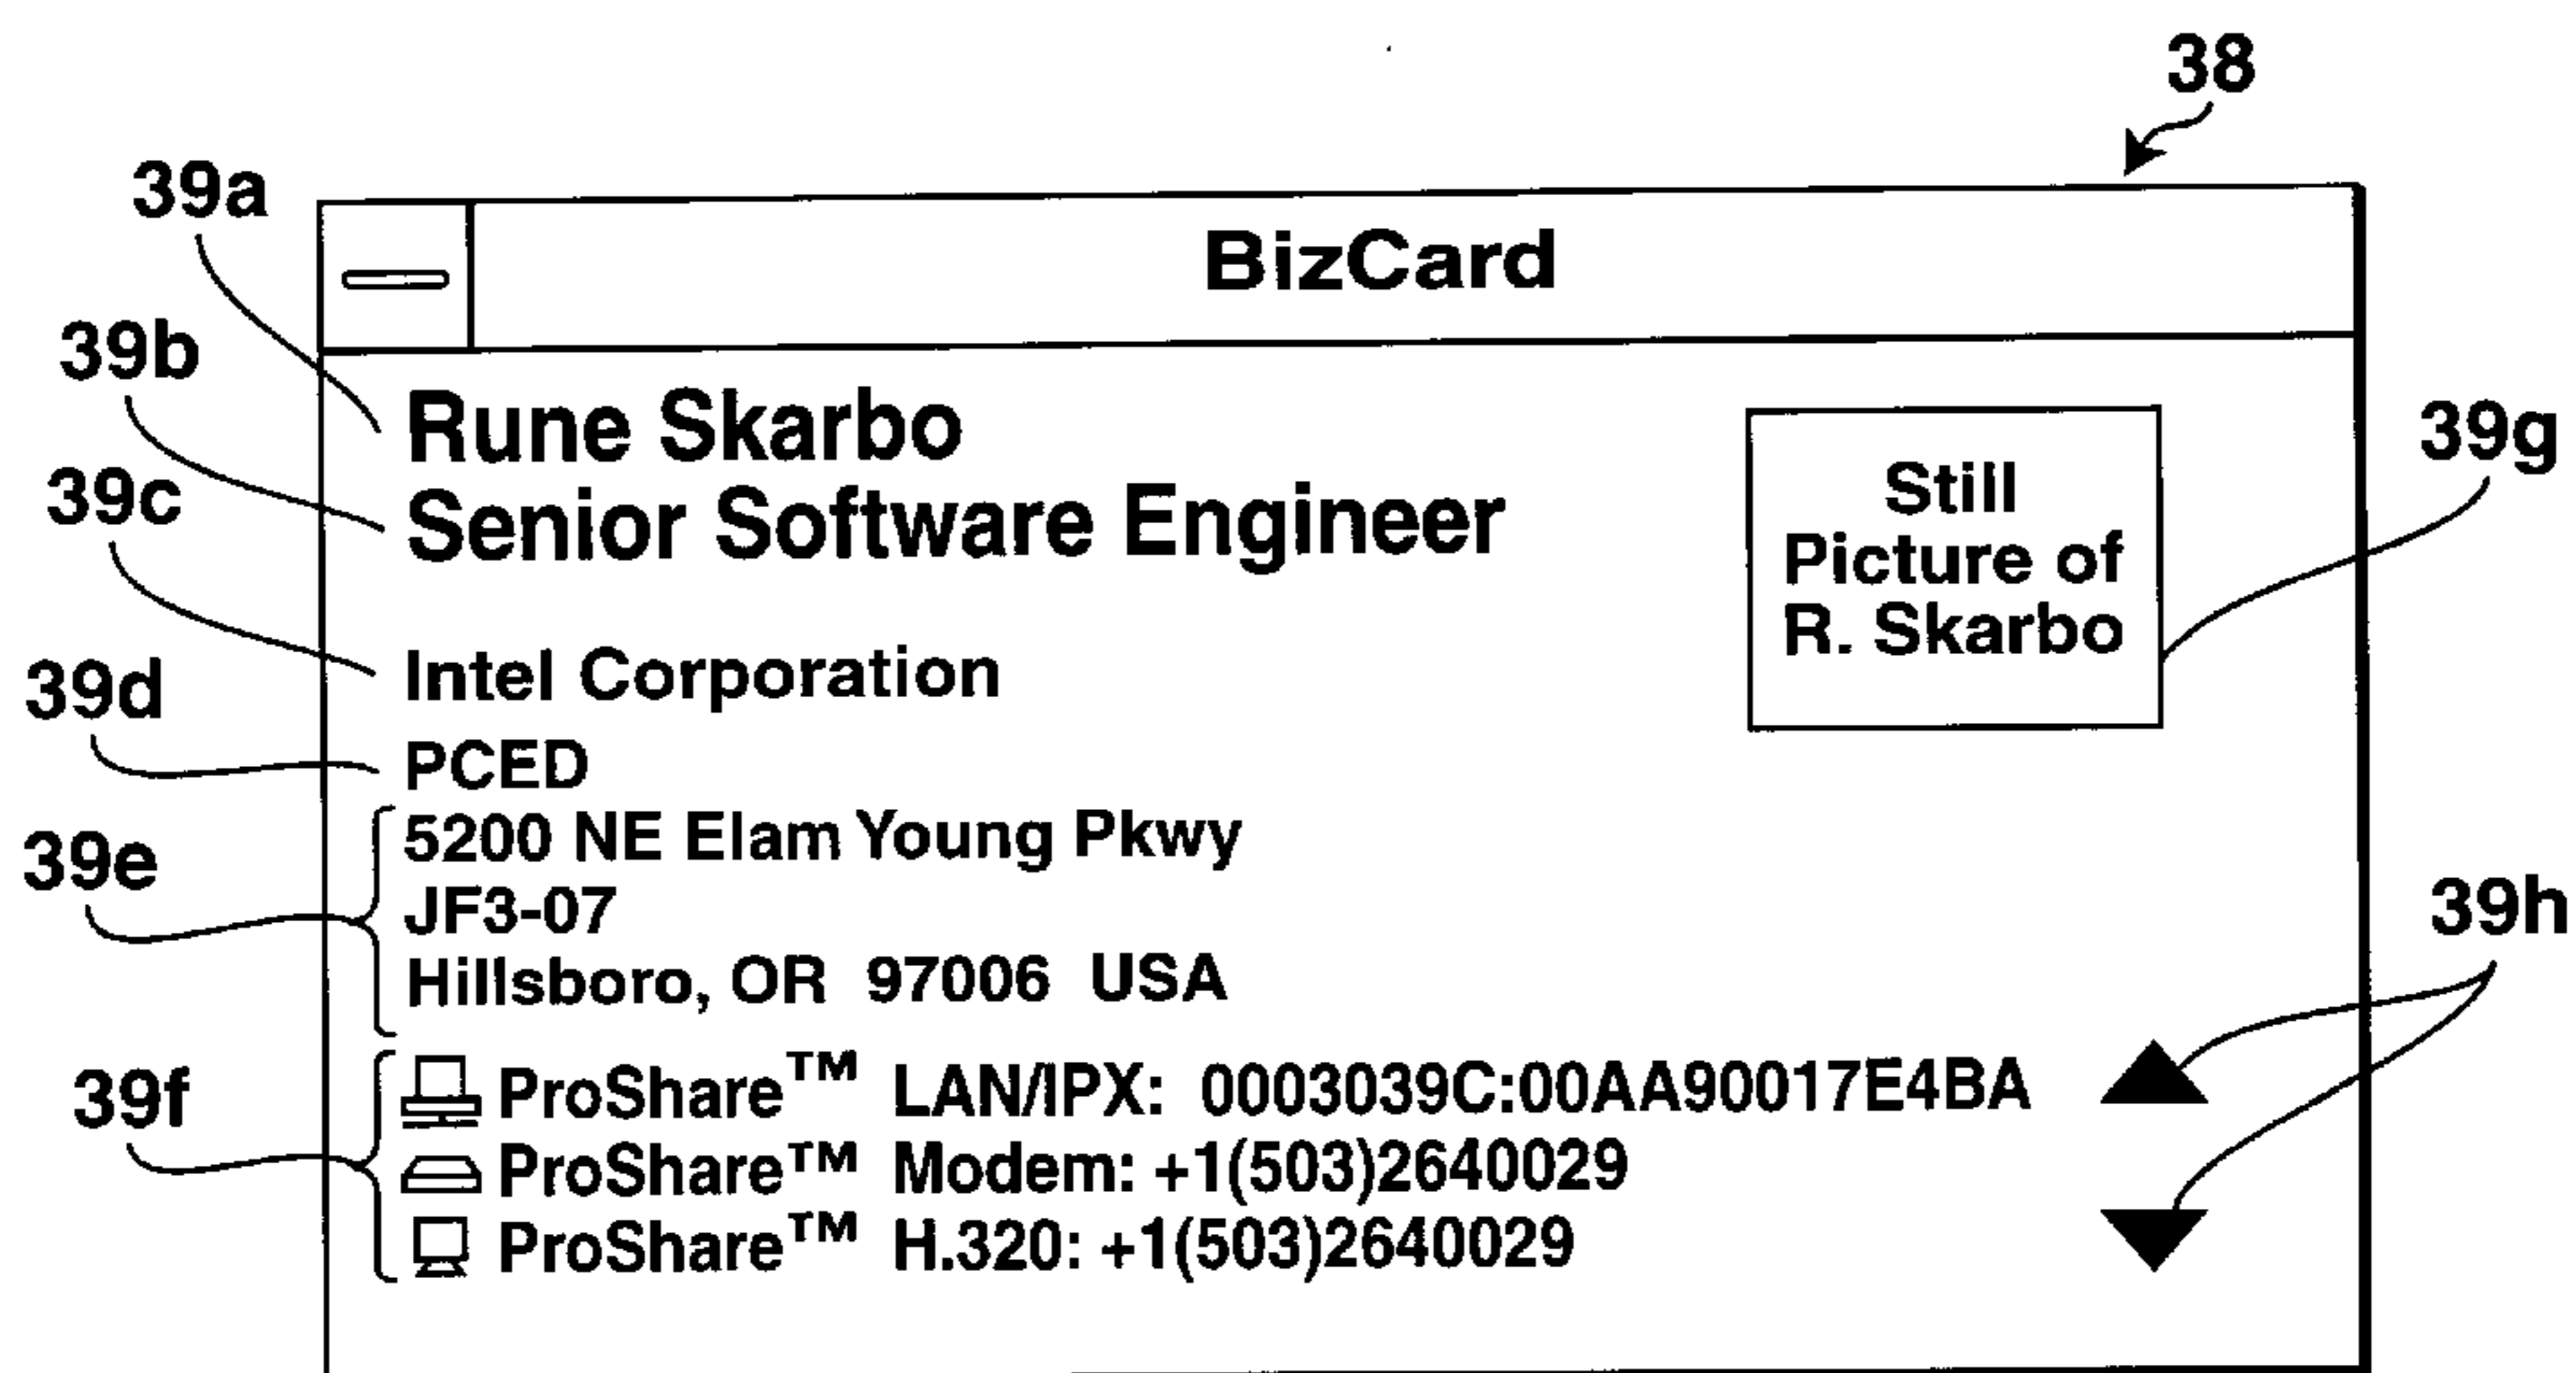 38
39a
BizCard
39b
Rune Skarbo
39g
Still
Picture of
R. Skarbo
39c
Senior Software Engineer
39d
Intel Corporation
PCED
39e
5200 NE Elam Young Pkwy
JF3-07
39h
Hillsboro, OR 97006 USA
39f
ProShare™ LAN/IPX: 0003039C:00AA90017E4BA
ProShare™ Modem: +1(503)2640029
ProShare™ H.320: +1(503)2640029